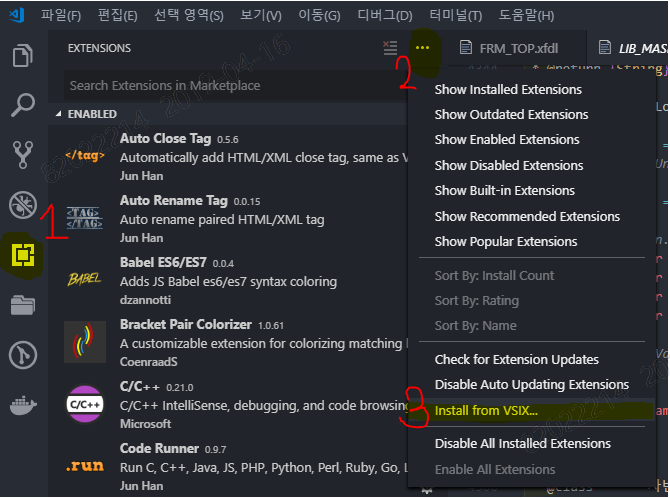 파일(F) 편집(E) 선택 영역(S) 보기(V) 이동(G) 디버그(D) 터미널(T) 도움말(H)
EXTENSIONS
2
FRM_TOP.xfdl
Search Extensions in Marketplace
ENABLED
</tag>
Auto Close Tag 0.5.6
Automatically add HTML/XML close tag, same as V
Jun Han
1
<TAG>
</TAG>
Auto Rename Tag 0.0.15
Auto rename paired HTML/XML tag
Jun Han
BABEL
Babel ES6/ES7 0.0.4
Adds JS Babel es6/es7 syntax coloring
dzannotti
Bracket Pair Colorizer 1.0.61
A customizable extension for colorizing matching
CoenraadS
C/C++
C/C++ 0.21.0
C/C++ IntelliSense, debugging, and code browsing
Microsoft
.run
Code Runner 0.9.7
Run C, C++, Java, JS, PHP, Python, Perl, Ruby, Go, L
Jun Han
Show Installed Extensions
Show Outdated Extensions
Show Enabled Extensions
Show Disabled Extensions
Show Built-in Extensions
Show Recommended Extensions
Show Popular Extensions
Sort By: Install Count
Sort By: Rating
Sort By: Name
Check for Extension Updates
Disable Auto Updating Extensions
3
Install from VSIX...
Disable All Installed Extensions
Enable All Extensions